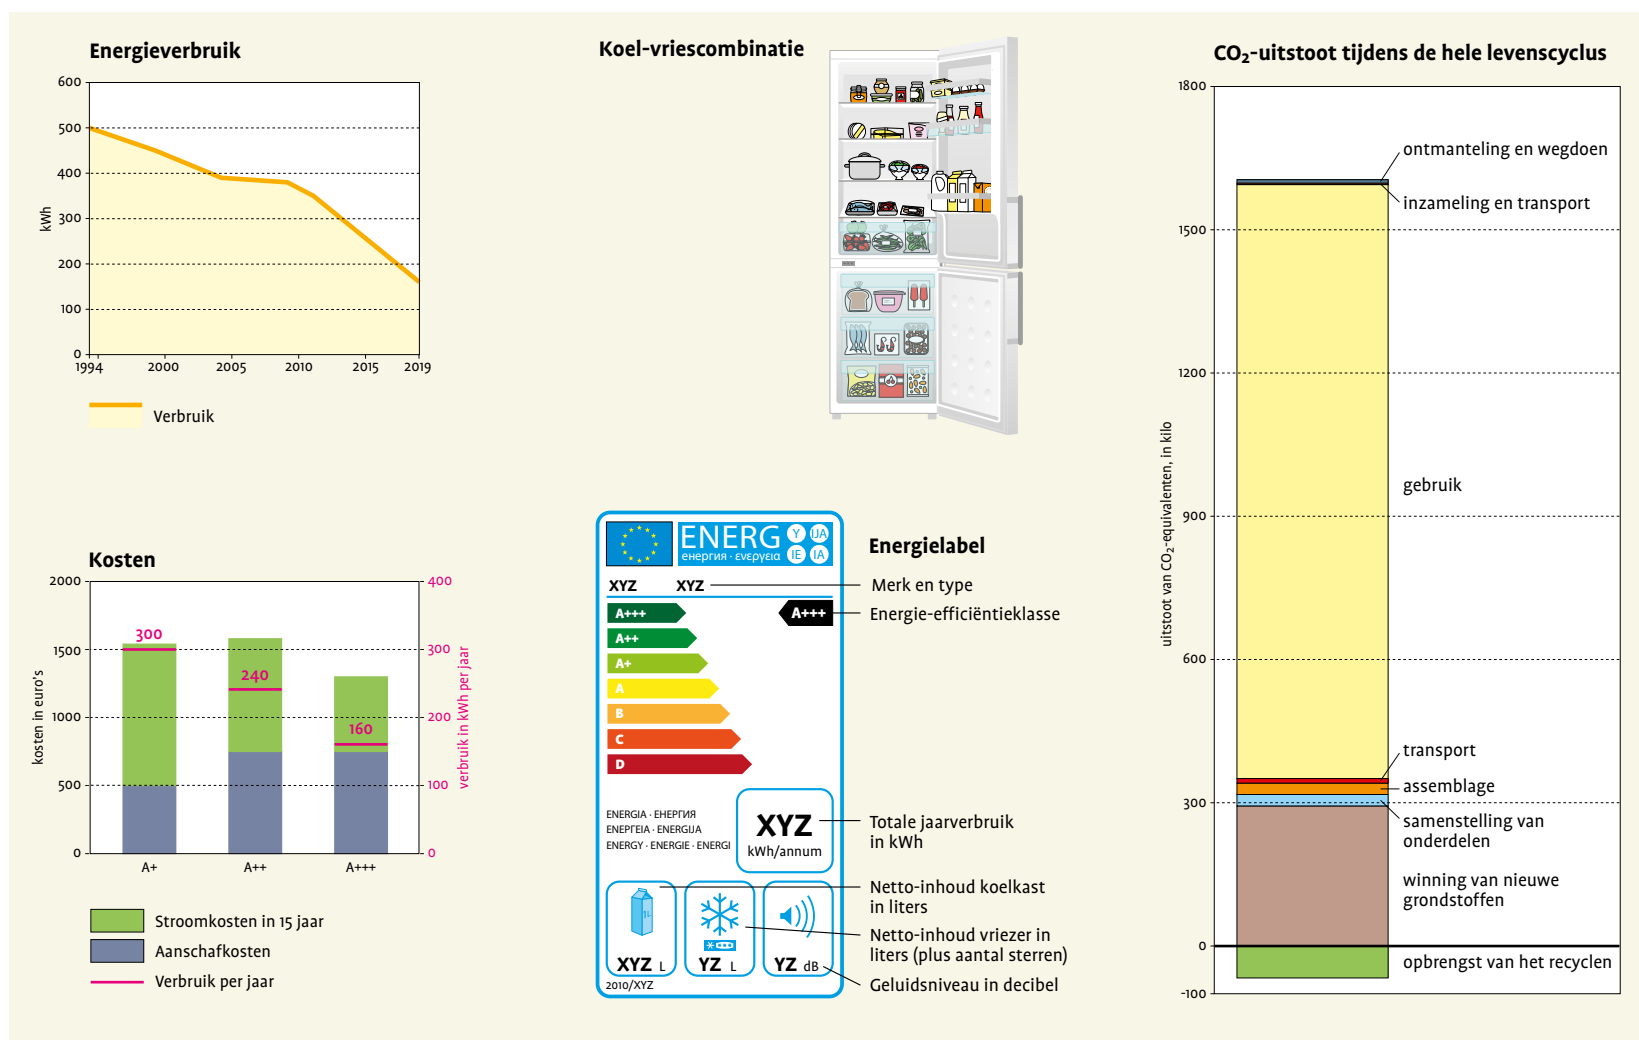 Energieverbruik
600
500
400
300
200
100
0
kWh
1994
2000
2005
2010
2015
2019
Verbruik
Kosten
2000
1500
1000
500
0
kosten in euro's
400
300
200
100
0
verbruik in kWh per jaar
300
240
160
A+
A++
A+++
Stroomkosten in 15 jaar
Aanschafkosten
Verbruik per jaar
Koel-vriescombinatie
ENERG
енергия · ενεργεια
Y
IJA
IE
IA
XYZ XYZ
A+++
A++
A+
A
B
C
D
A+++
ENERGIA · ЕНЕРГИЯ
ΕΝΕΡΓΕΙΑ · ENERGIJA
ENERGY · ENERGIE · ENERGI
XYZ
kWh/annum
1L
XYZ L
YZ L
YZ dB
2010/XYZ
Energielabel
Merk en type
Energie-efficiëntieklasse
Totale jaarverbruik
in kWh
Netto-inhoud koelkast
in liters
Netto-inhoud vriezer in
liters (plus aantal sterren)
Geluidsniveau in decibel
CO₂-uitstoot tijdens de hele levenscyclus
1800
1500
1200
900
600
300
0
-100
uitstoot van CO₂-equivalenten, in kilo
ontmanteling en wegdoen
inzameling en transport
gebruik
transport
assemblage
samenstelling van
onderdelen
winning van nieuwe
grondstoffen
opbrengst van het recyclen